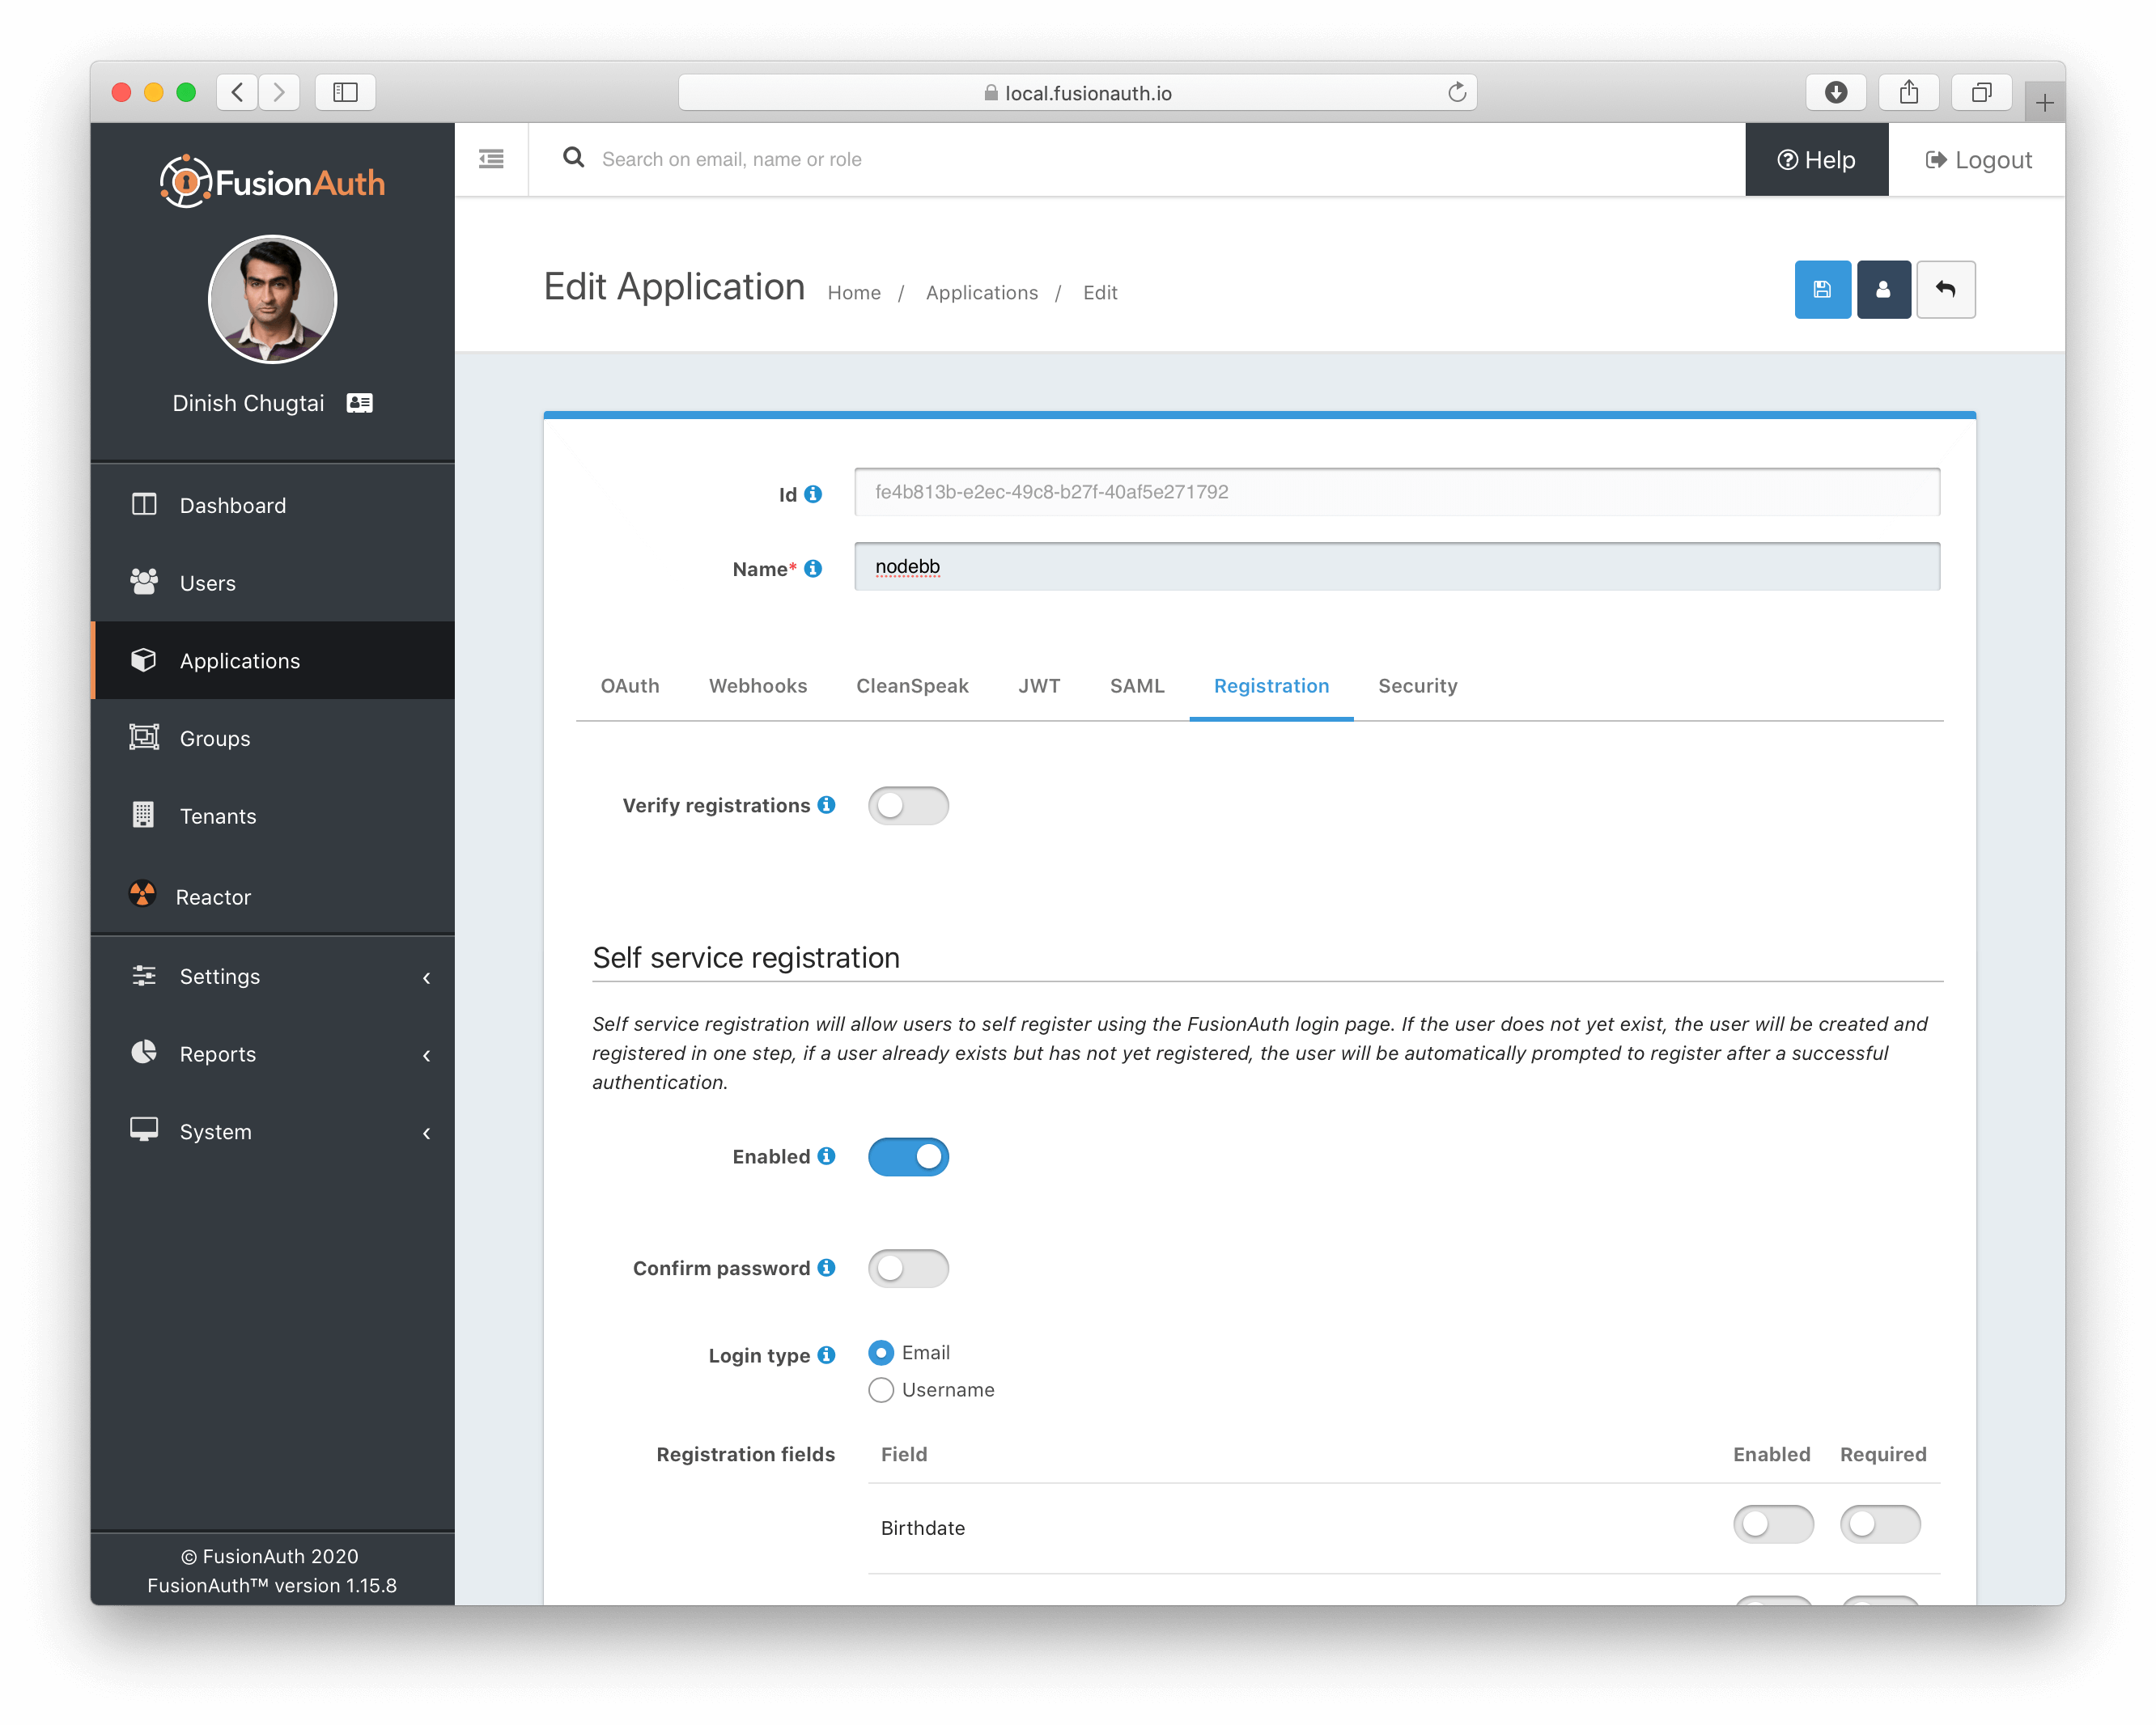 local.fusionauth.io
FusionAuth
Search on email, name or role
Help
Logout
Dinish Chugtai
Dashboard
Users
Applications
Groups
Tenants
Reactor
Settings
Reports
System
© FusionAuth 2020
FusionAuth™ version 1.15.8
Edit Application
Home / Applications / Edit
Id
fe4b813b-e2ec-49c8-b27f-40af5e271792
Name*
nodebb
OAuth Webhooks CleanSpeak JWT SAML Registration Security
Verify registrations
Self service registration
Self service registration will allow users to self register using the FusionAuth login page. If the user does not yet exist, the user will be created and
registered in one step, if a user already exists but has not yet registered, the user will be automatically prompted to register after a successful
authentication.
Enabled
Confirm password
Login type
Email
Username
Registration fields
Field Enabled Required
Birthdate